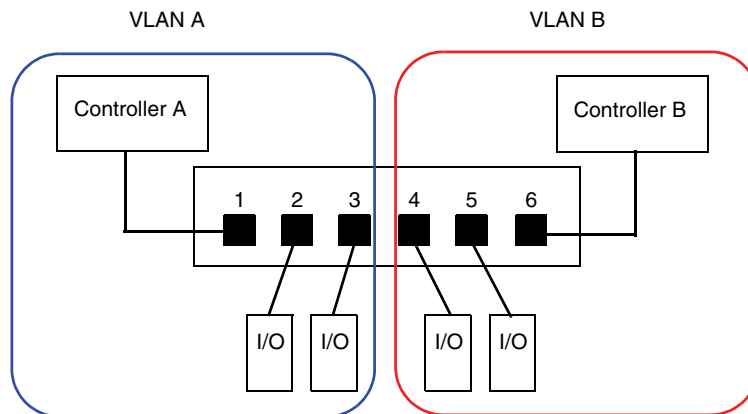 VLAN A
VLAN B
Controller A
Controller B
1 2 3 4 5 6
I/O I/O I/O I/O